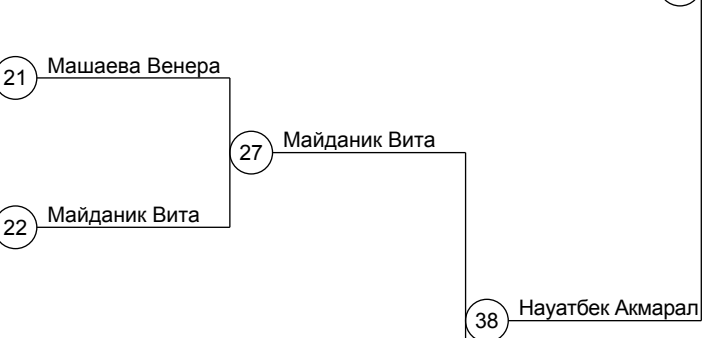 21 Машаева Венера
27 Майданик Вита
22 Майданик Вита
38 Науатбек Акмарал